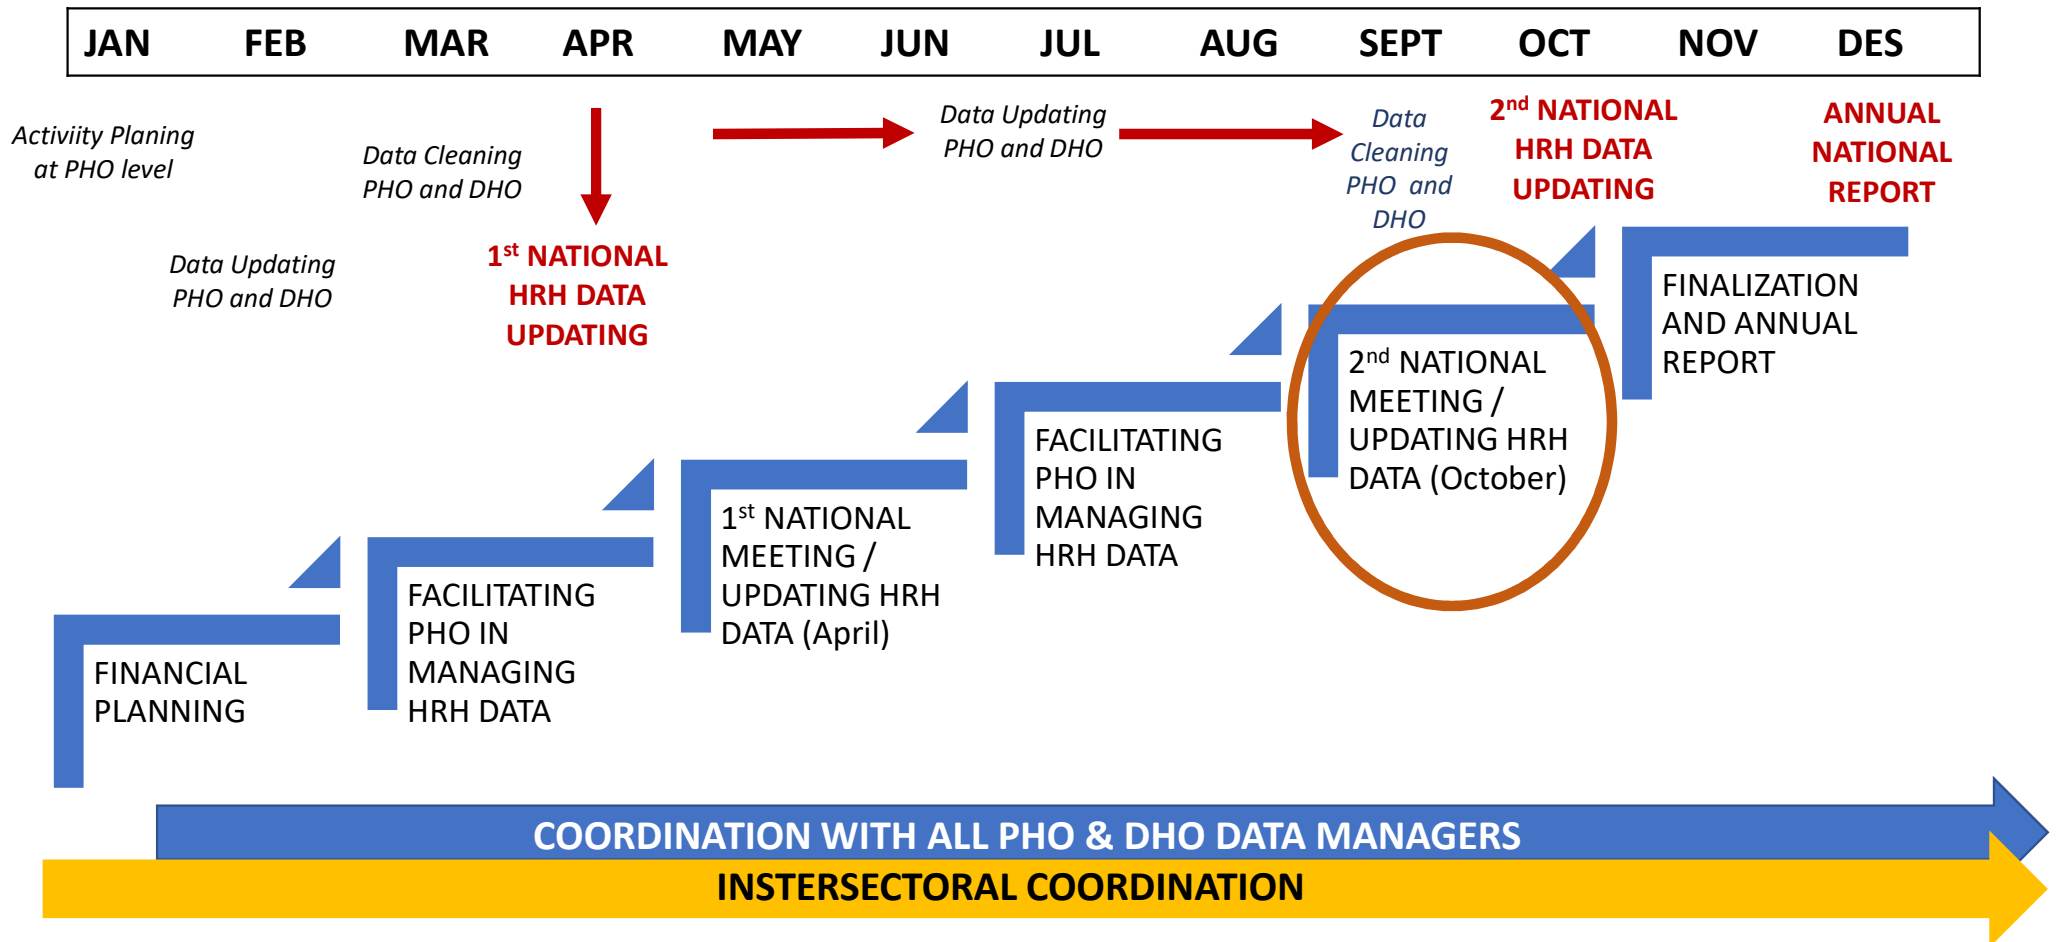 JAN FEB MAR APR MAY JUN JUL AUG SEPT OCT NOV DES
Activiity Planing
at PHO level
Data Updating
PHO and DHO
Data Cleaning
PHO and DHO
1st NATIONAL
HRH DATA
UPDATING
Data Updating
PHO and DHO
Data
Cleaning
PHO and
DHO
2nd NATIONAL
HRH DATA
UPDATING
ANNUAL
NATIONAL
REPORT
FINANCIAL
PLANNING
FACILITATING
PHO IN
MANAGING
HRH DATA
1st NATIONAL
MEETING /
UPDATING HRH
DATA (April)
FACILITATING
PHO IN
MANAGING
HRH DATA
2nd NATIONAL
MEETING /
UPDATING HRH
DATA (October)
FINALIZATION
AND ANNUAL
REPORT
COORDINATION WITH ALL PHO & DHO DATA MANAGERS
INSTERSECTORAL COORDINATION